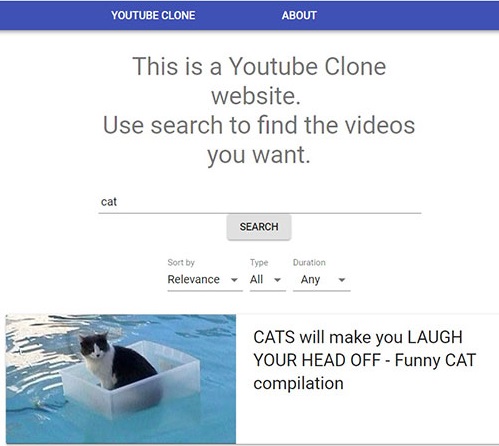 YOUTUBE CLONE ABOUT
This is a Youtube Clone
website.
Use search to find the videos
you want.
cat
SEARCH
Sort by Type Duration
Relevance All Any
CATS will make you LAUGH
YOUR HEAD OFF - Funny CAT
compilation